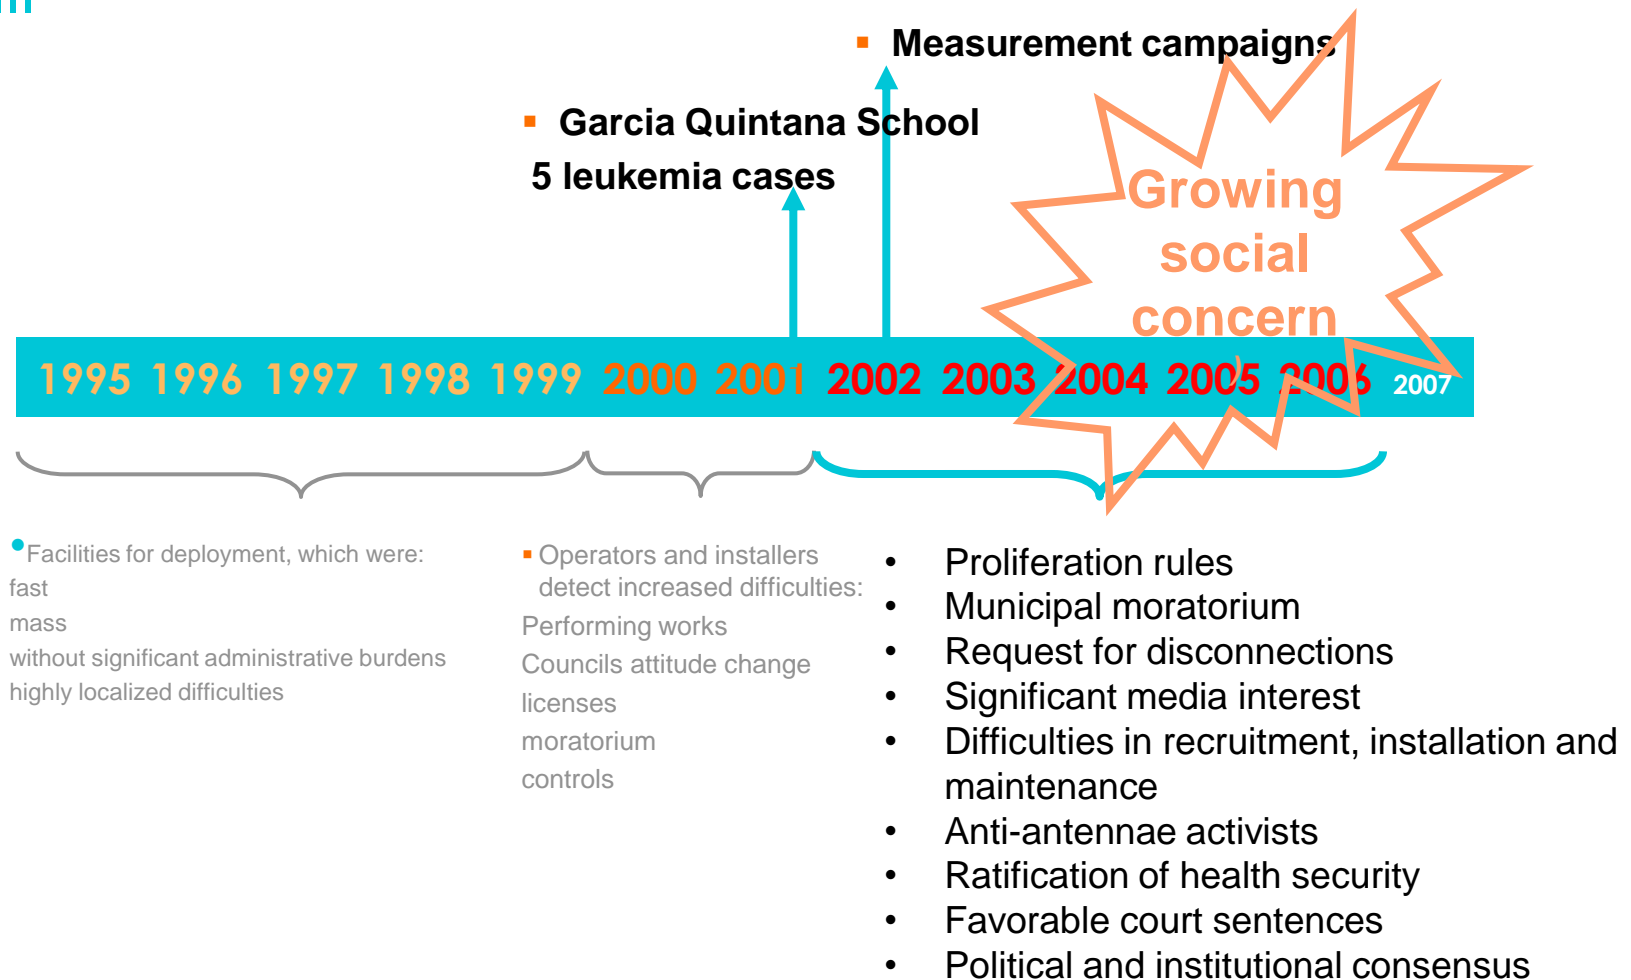 ▪ Measurement campaigns
▪ Garcia Quintana School
5 leukemia cases
Growing
social
concern
1995 1996 1997 1998 1999 2000 2001 2002 2003 2004 2005 2006 2007
•Facilities for deployment, which were:
fast
mass
without significant administrative burdens
highly localized difficulties
▪ Operators and installers
detect increased difficulties:
Performing works
Councils attitude change
licenses
moratorium
controls
• Proliferation rules
• Municipal moratorium
• Request for disconnections
• Significant media interest
• Difficulties in recruitment, installation and
maintenance
• Anti-antennae activists
• Ratification of health security
• Favorable court sentences
• Political and institutional consensus